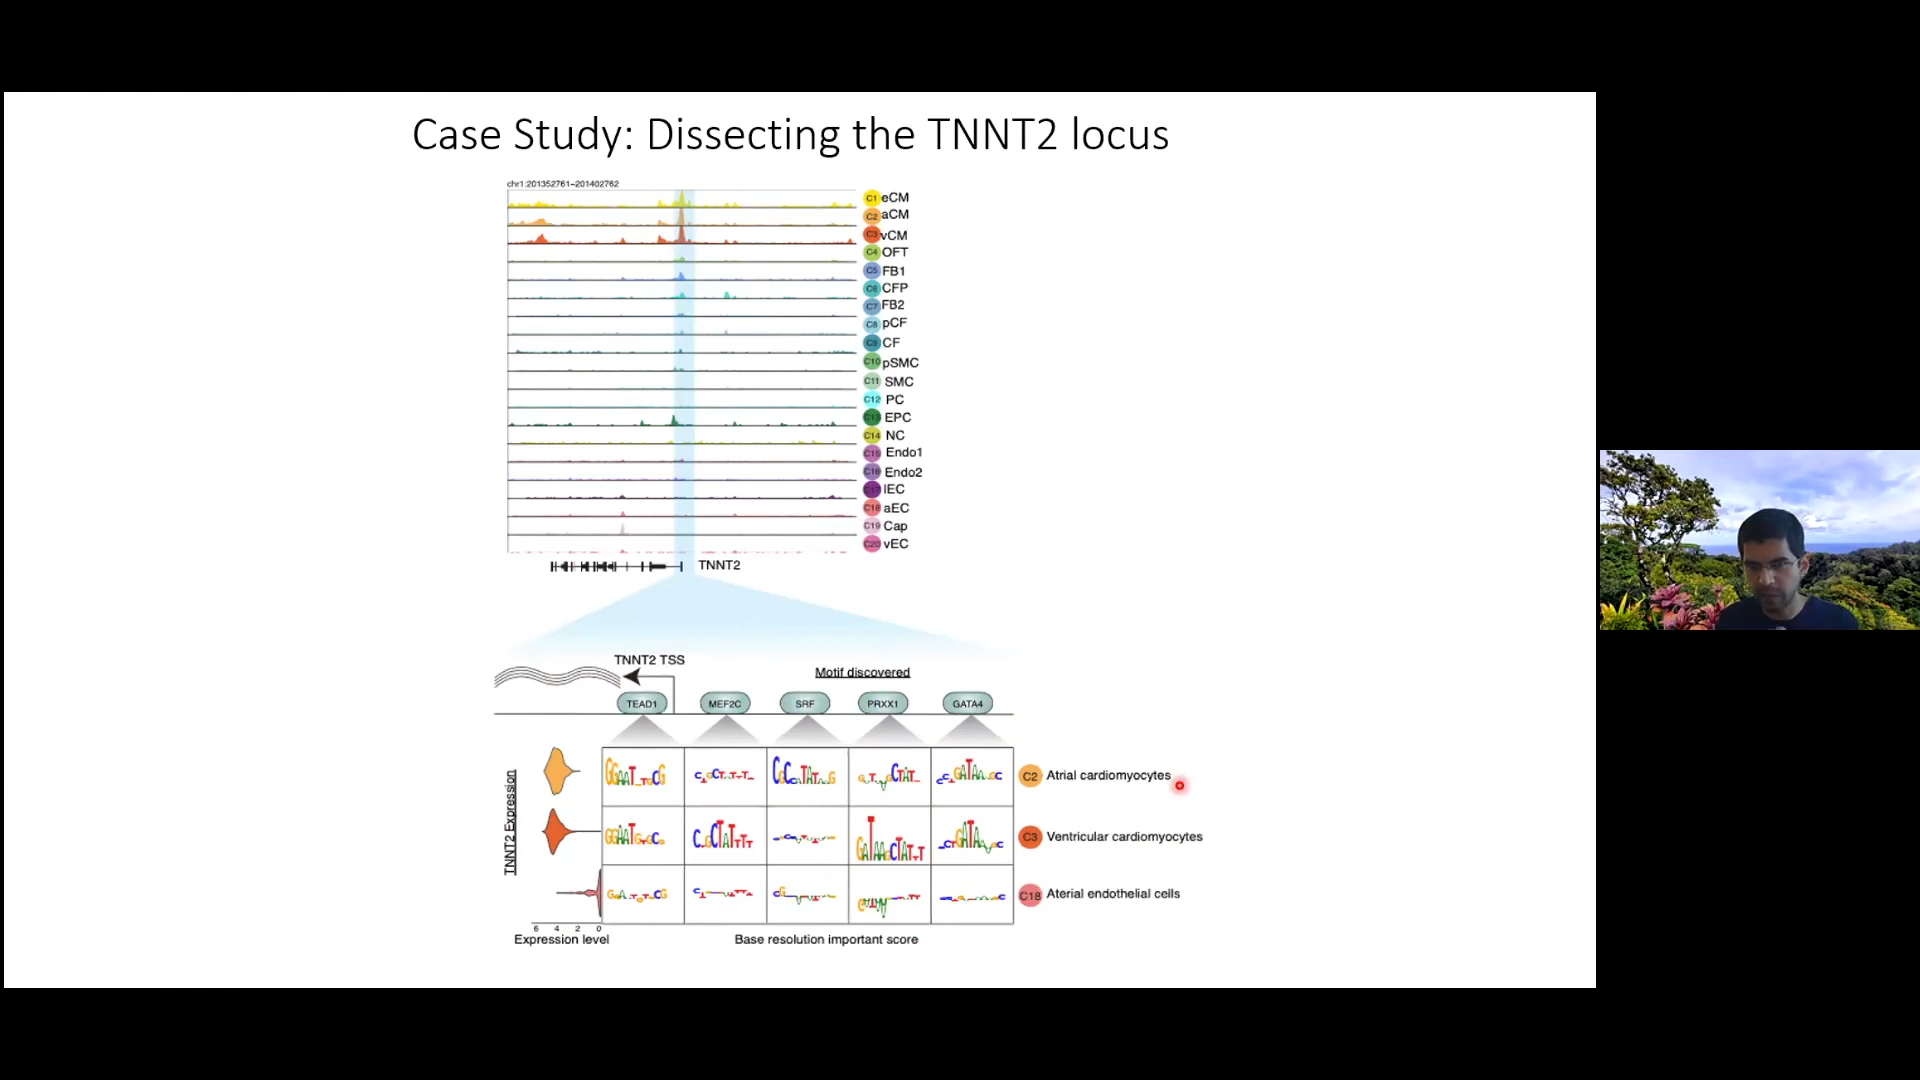 Case Study: Dissecting the TNNT2 locus
chr1:201352761-201402762
C1 eCM
C2 aCM
C3 vCM
C4 OFT
C5 FB1
C6 CFP
C7 FB2
C8 pCF
C9 CF
C10 pSMC
C11 SMC
C12 PC
C13 EPC
C14 NC
C15 Endo1
C16 Endo2
C17 lEC
C18 aEC
C19 Cap
C20 vEC
TNNT2
TNNT2 TSS
Motif discovered
TEAD1 MEF2C SRF PRXX1 GATA4
TNNT2 Expression
C2 Atrial cardiomyocytes
C3 Ventricular cardiomyocytes
C18 Aterial endothelial cells
6 4 2 0
Expression level
Base resolution important score